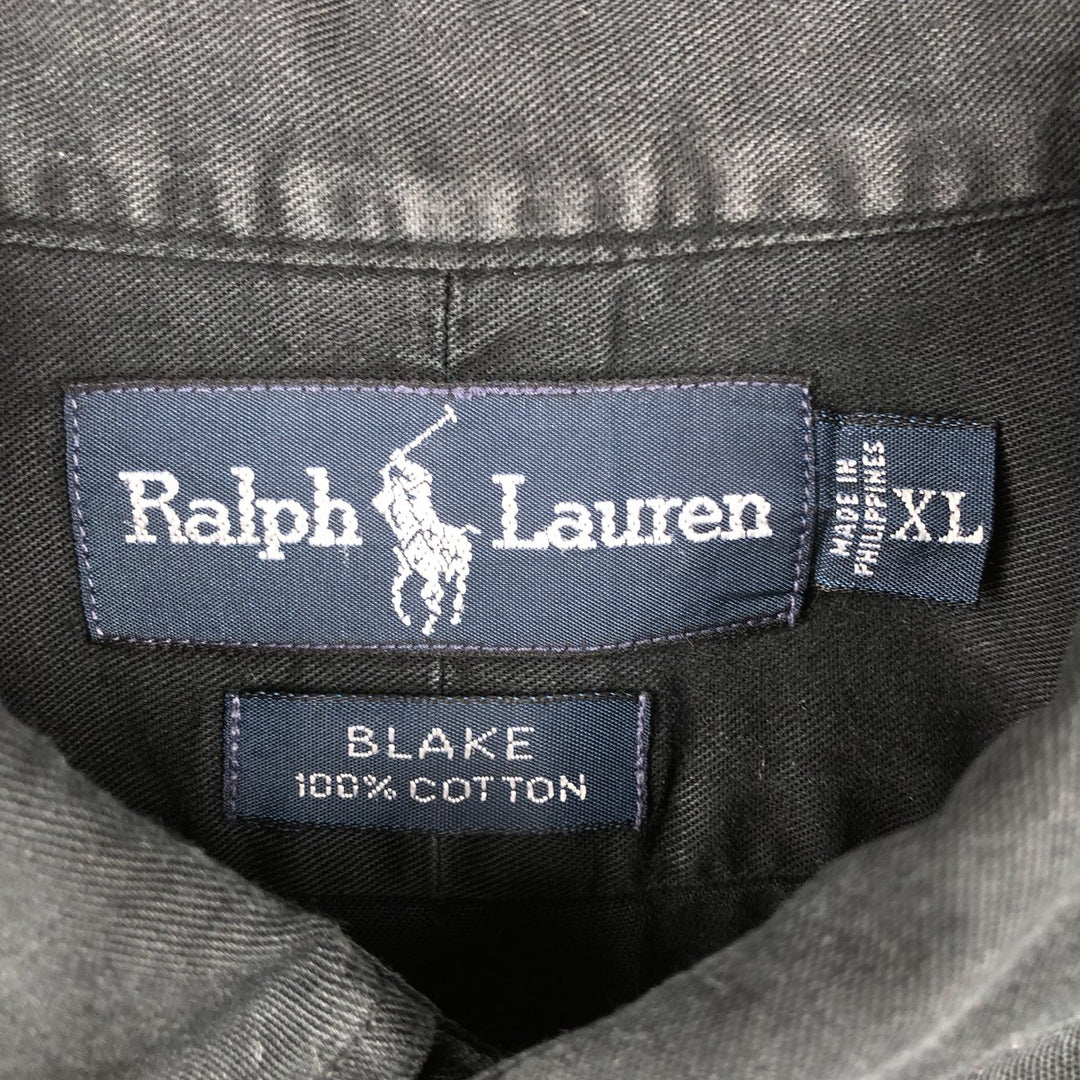 Ralph Lauren
MADE IN
PHILIPPINES
XL
BLAKE
100% COTTON